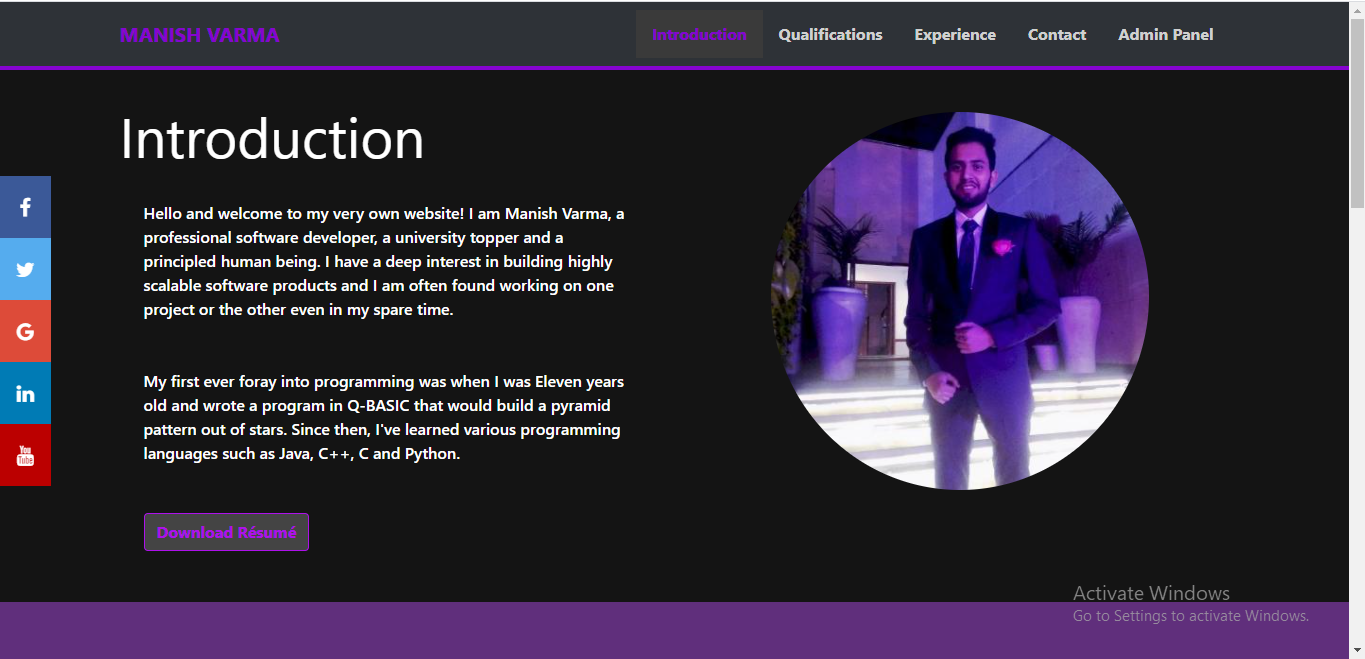 MANISH VARMA
Introduction Qualifications Experience Contact Admin Panel
Introduction
Hello and welcome to my very own website! I am Manish Varma, a
professional software developer, a university topper and a
principled human being. I have a deep interest in building highly
scalable software products and I am often found working on one
project or the other even in my spare time.
My first ever foray into programming was when I was Eleven years
old and wrote a program in Q-BASIC that would build a pyramid
pattern out of stars. Since then, I've learned various programming
languages such as Java, C++, C and Python.
Download Résumé
f
G
in
You
Tube
Activate Windows
Go to Settings to activate Windows.